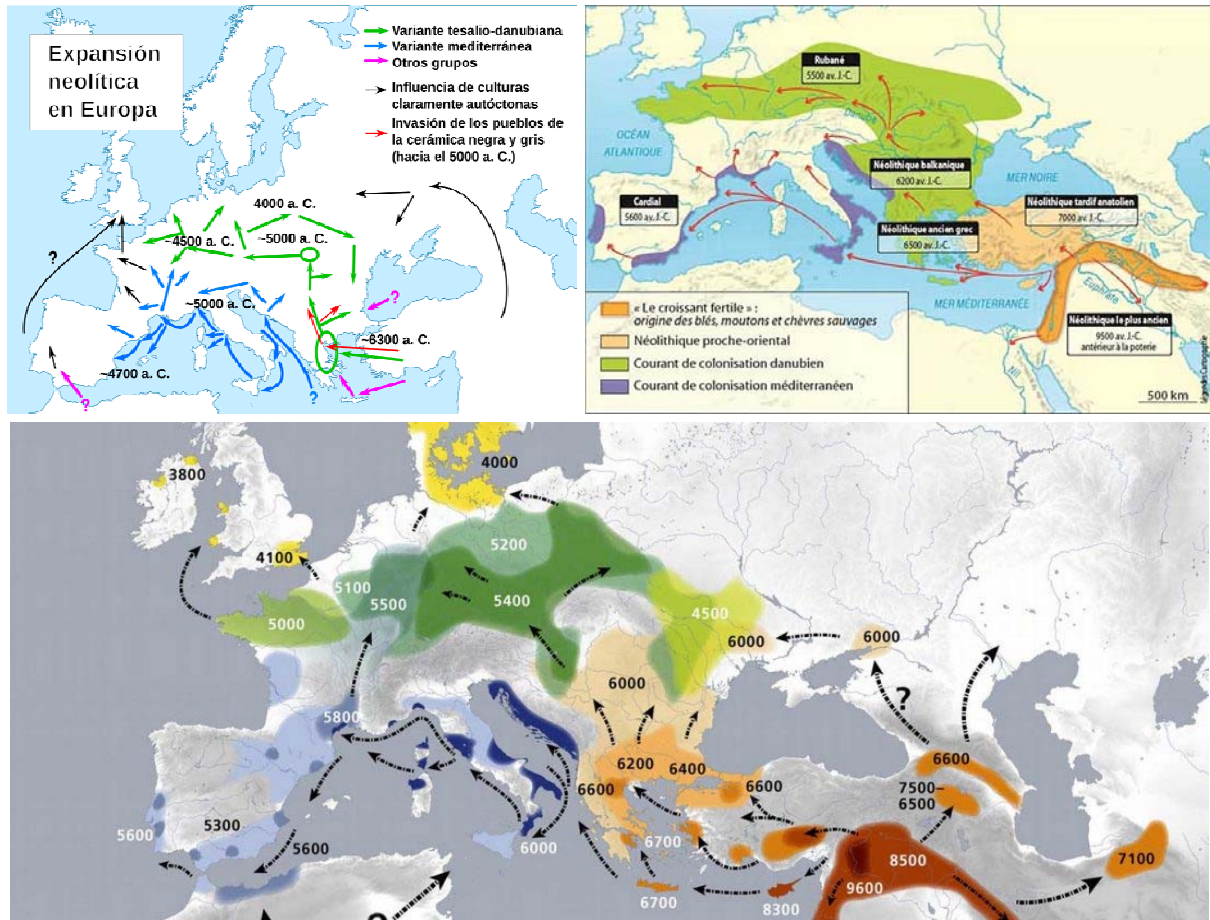 Expansión
neolítica
en Europa
Variante tesalio-danubiana
Variante mediterránea
Otros grupos
Influencia de culturas
claramente autóctonas
Invasión de los pueblos de
la cerámica negra y gris
(hacia el 5000 a. C.)
4000 a. C.
~4500 a. C.
~5000 a. C.
?
~5000 a. C.
?
~6300 a. C.
~4700 a. C.
?
?
Rubané
5500 av. J.-C.
OCÉAN
ATLANTIQUE
Danube
MER NOIRE
Néolithique balkanique
6200 av. J.-C.
Cardial
5600 av. J.-C.
Néolithique tardif anatolien
7000 av. J.-C.
Néolithique ancien grec
6500 av. J.-C.
Tigre
Euphrate
MER MÉDITERRANÉE
« Le croissant fertile » :
origine des blés, moutons et chèvres sauvages
Néolithique proche-oriental
Courant de colonisation danubien
Courant de colonisation méditerranéen
Néolithique le plus ancien
9500 av. J.-C.
antérieur à la poterie
Nil
500 km
3800
4000
4100
5200
5100
5500
5400
5000
4500
6000
6000
6000
?
5800
6200
6400
6600
6600
6600
7500–
6500
5600
5300
5600
6000
6700
8500
7100
9600
6700
8300
?